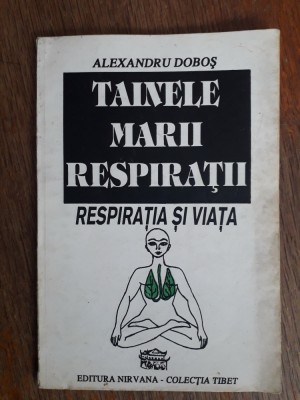 ALEXANDRU DOBOȘ
TAINELE
MARII
RESPIRAȚII
RESPIRAȚIA ȘI VIAȚA
EDITURA NIRVANA - COLECȚIA TIBET